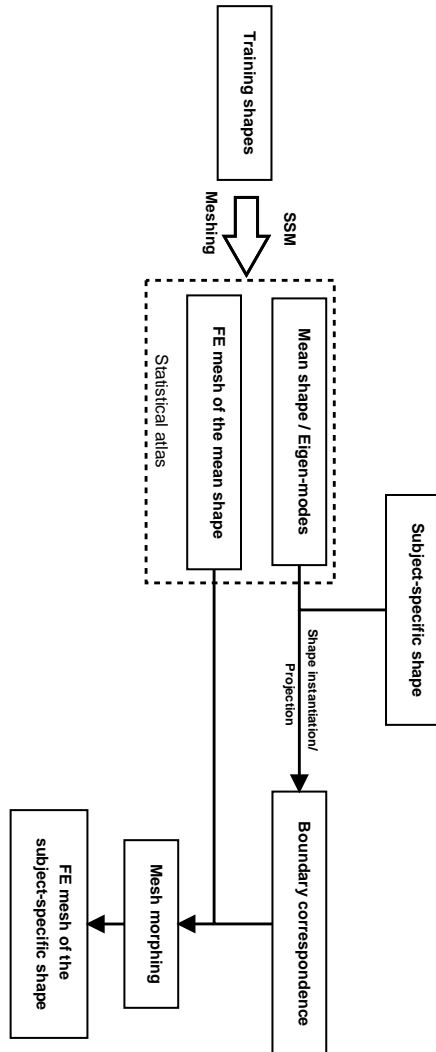 Training shapes
SSM
Meshing
Mean shape / Eigen-modes
FE mesh of the mean shape
Statistical atlas
Subject-specific shape
Shape instantiation/
Projection
Boundary correspondence
Mesh morphing
FE mesh of the
subject-specific shape